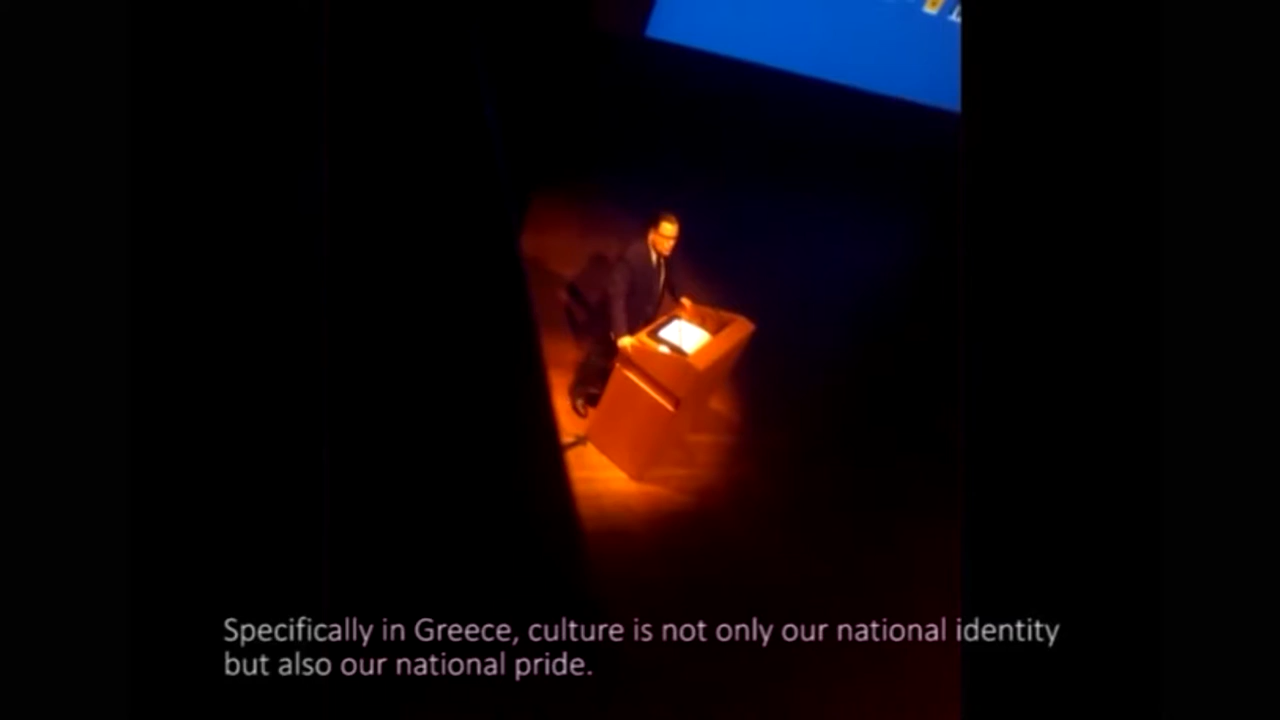 Specifically in Greece, culture is not only our national identity
but also our national pride.